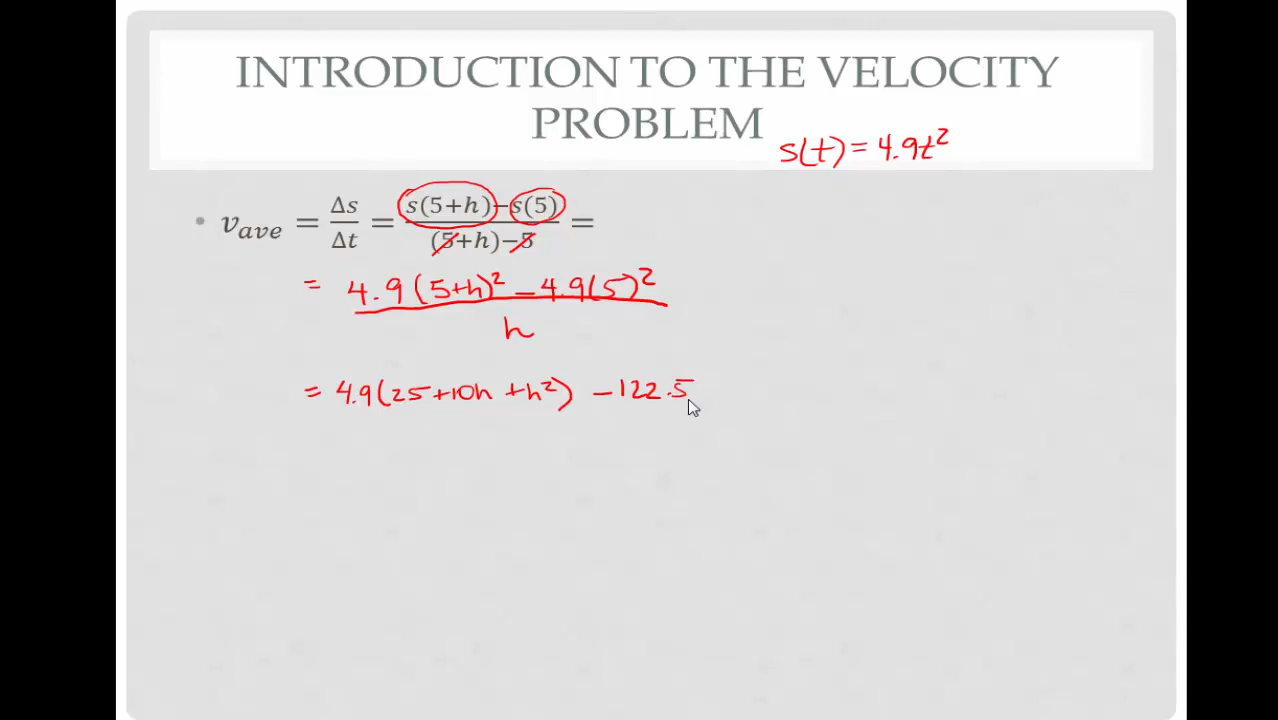 INTRODUCTION TO THE VELOCITY
PROBLEM
s(t) = 4.9t²
• v_ave = Δs/Δt = (s(5+h)−s(5))/((5+h)−5) =
= 4.9(5+h)² − 4.9(5)²
h
= 4.9(25+10h +h²) −122.5